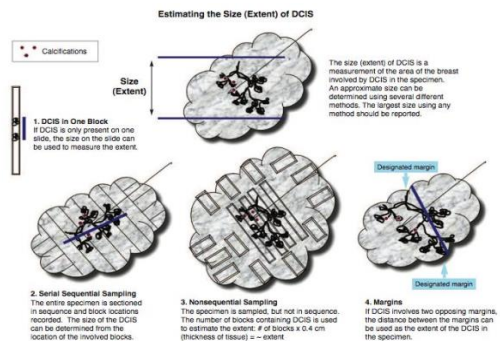 Estimating the Size (Extent) of DCIS
Calcifications
Size
(Extent)
The size (extent) of DCIS is a
measurement of the area of the breast
involved by DCIS in the specimen.
An approximate size can be
determined using several different
methods. The largest size using any
method should be reported.
1. DCIS in One Block
If DCIS is only present on one
slide, the size on the slide can
be used to measure the extent.
Designated margin
Designated margin
2. Serial Sequential Sampling
The entire specimen is sectioned
in sequence and block locations
recorded. The size of the DCIS
can be determined from the
location of the involved blocks.
3. Nonsequential Sampling
The specimen is sampled, but not in sequence.
The number of blocks containing DCIS is used
to estimate the extent: # of blocks x 0.4 cm
(thickness of tissue) = ~ extent
4. Margins
If DCIS involves two opposing margins,
the distance between the margins can
be used as the extent of the DCIS in
the specimen.